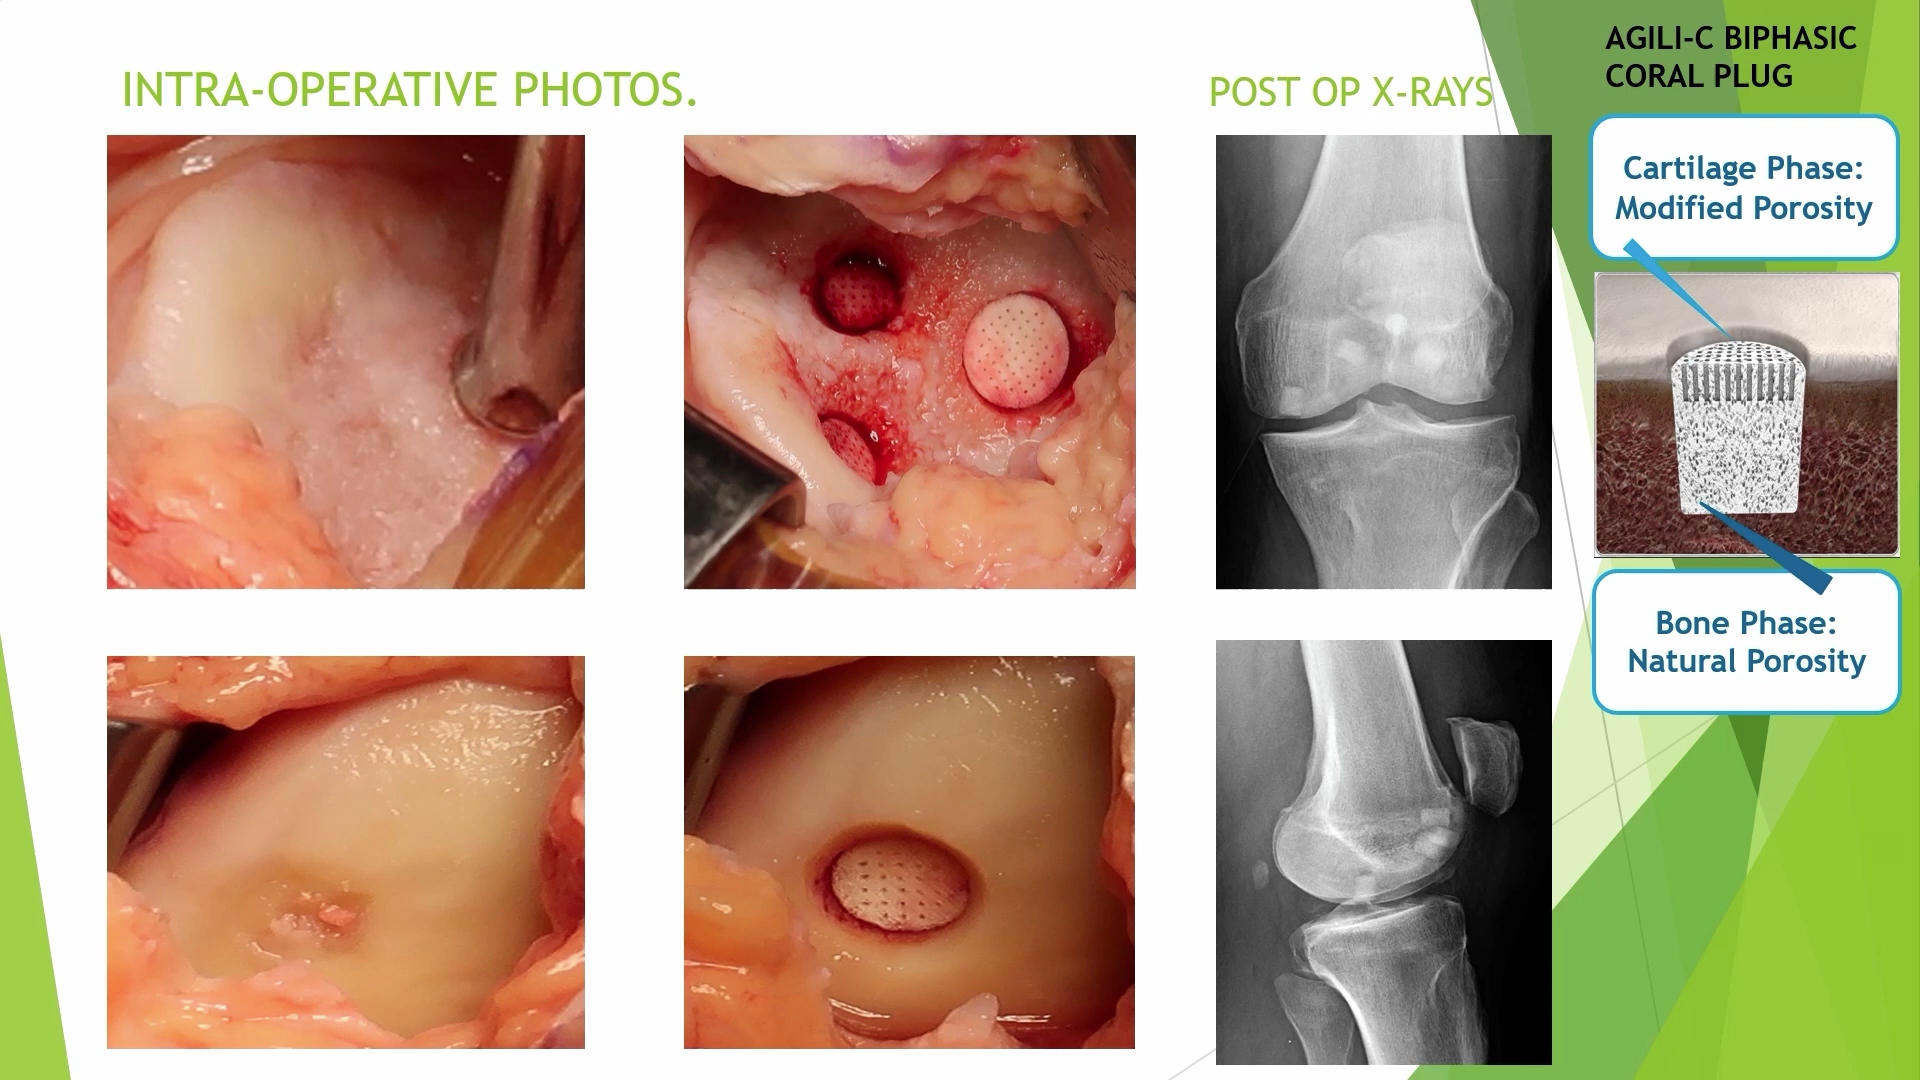 INTRA-OPERATIVE PHOTOS.
POST OP X-RAYS
AGILI-C BIPHASIC
CORAL PLUG
Cartilage Phase:
Modified Porosity
Bone Phase:
Natural Porosity